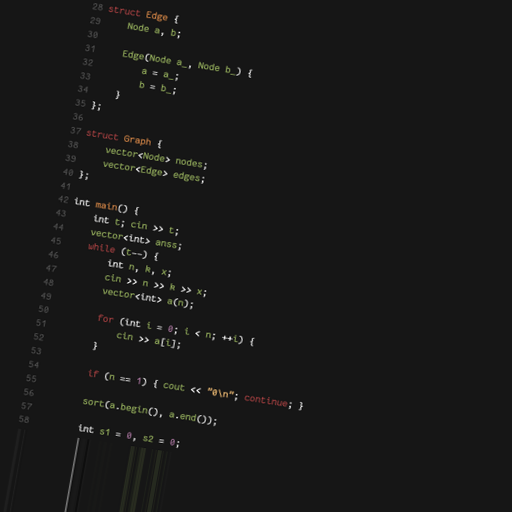 28 struct Edge {
29     Node a, b;
30
31     Edge(Node a_, Node b_) {
32         a = a_;
33         b = b_;
34     }
35 };
36
37 struct Graph {
38     vector<Node> nodes;
39     vector<Edge> edges;
40 };
41
42 int main() {
43     int t; cin >> t;
44     vector<int> anss;
45     while (t--) {
46         int n, k, x;
47         cin >> n >> k >> x;
48         vector<int> a(n);
49
50         for (int i = 0; i < n; ++i) {
51             cin >> a[i];
52         }
53
54         if (n == 1) { cout << "0\n"; continue; }
55
56         sort(a.begin(), a.end());
57
58         int s1 = 0, s2 = 0;